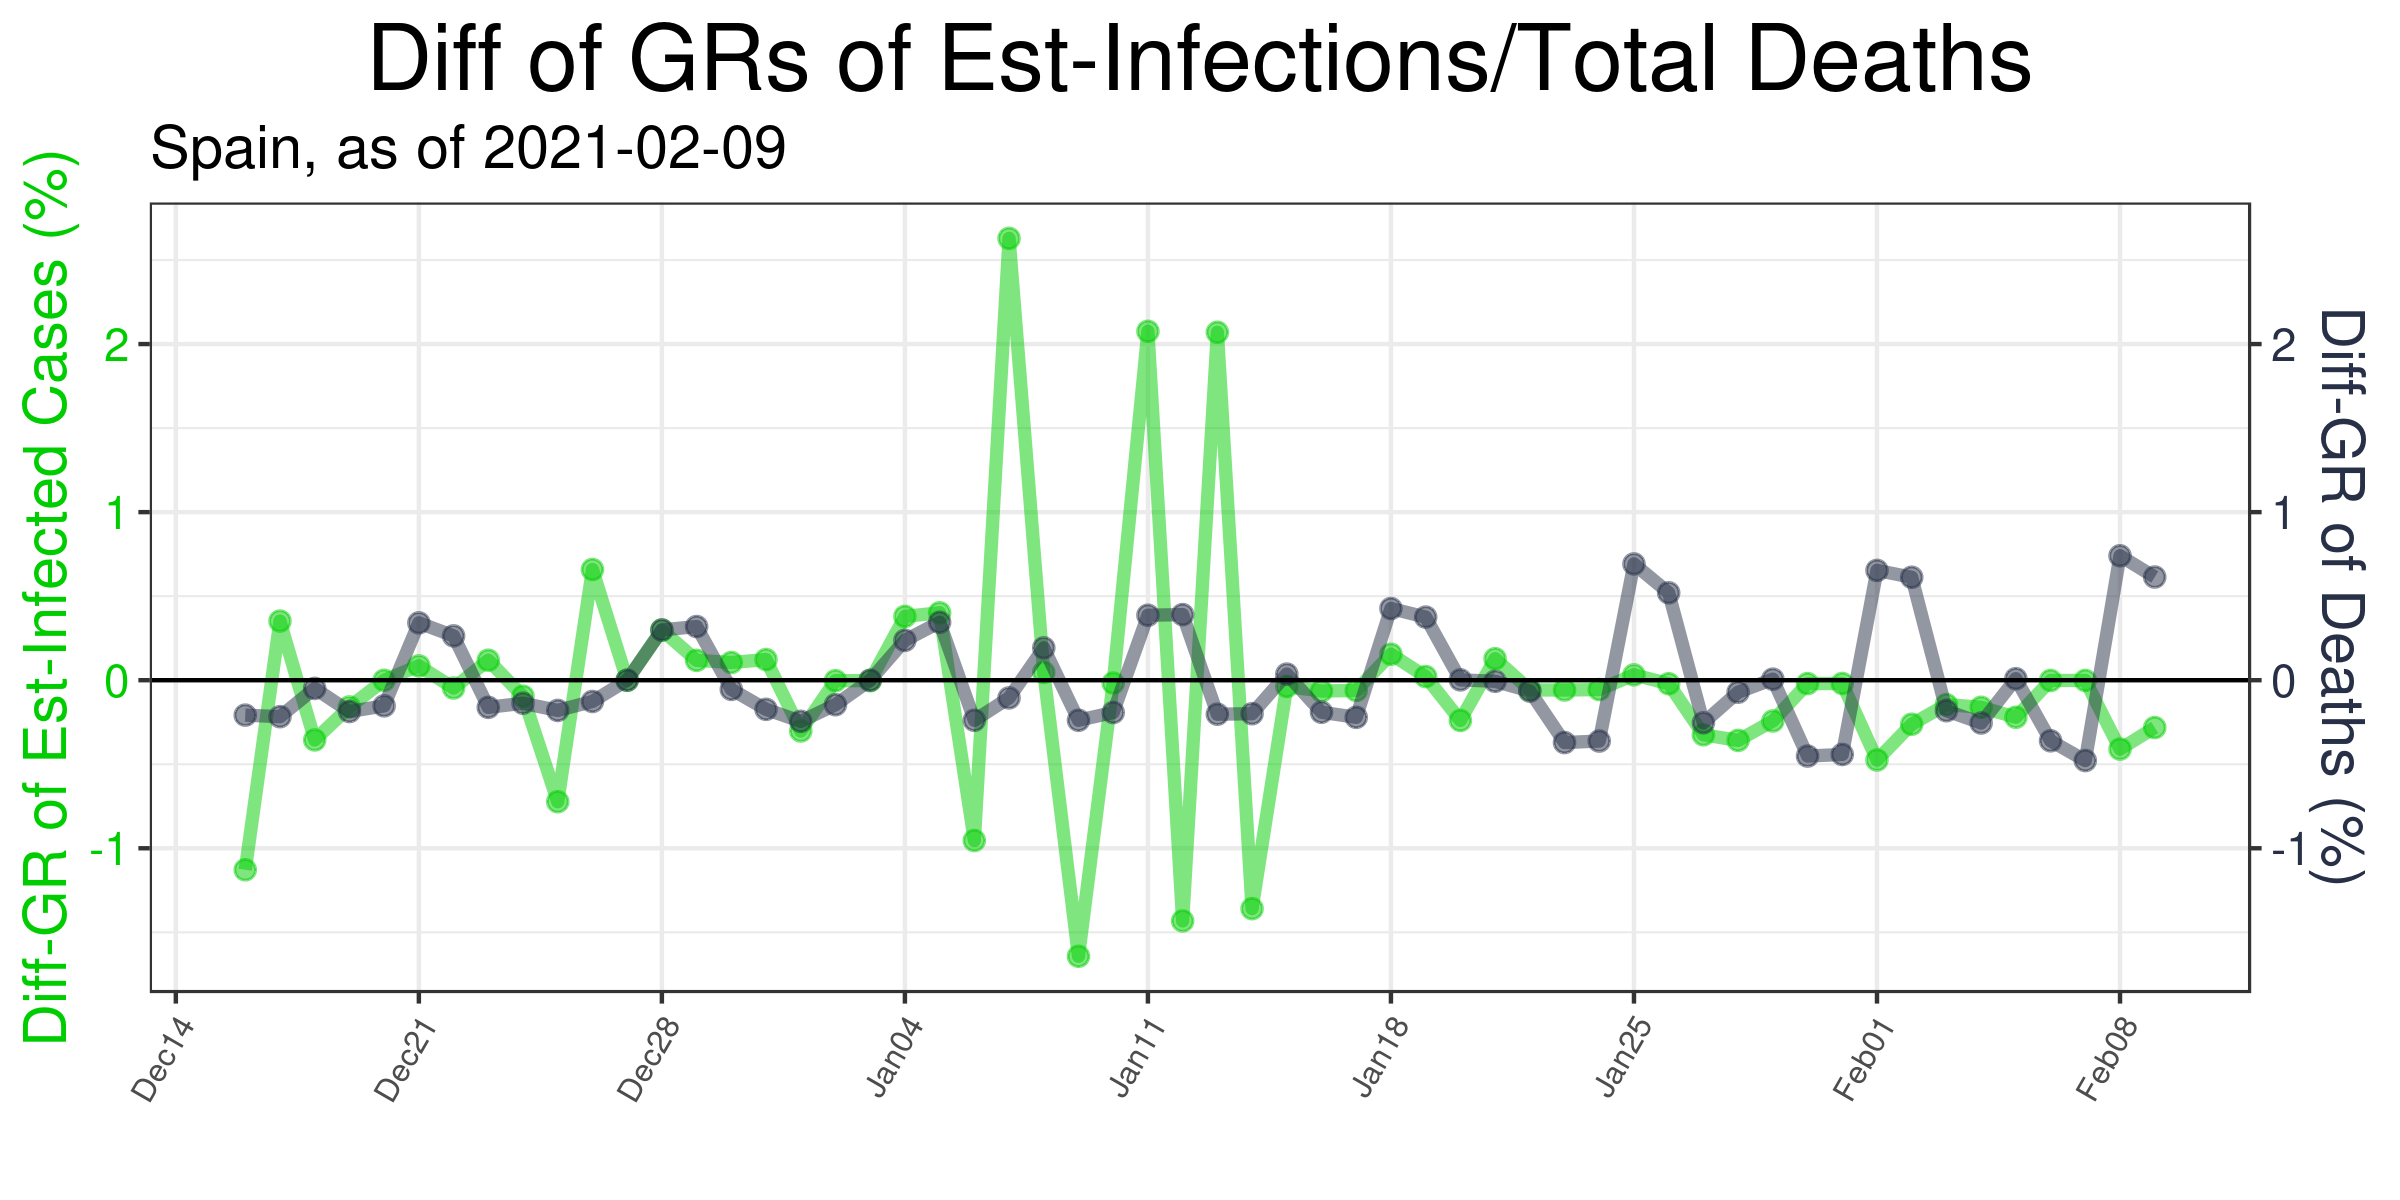 Diff of GRs of Est-Infections/Total Deaths
Spain, as of 2021-02-09
Diff-GR of Est-Infected Cases (%)
2
1
0
-1
2
1
0
-1
Diff-GR of Deaths (%)
Dec14
Dec21
Dec28
Jan04
Jan11
Jan18
Jan25
Feb01
Feb08